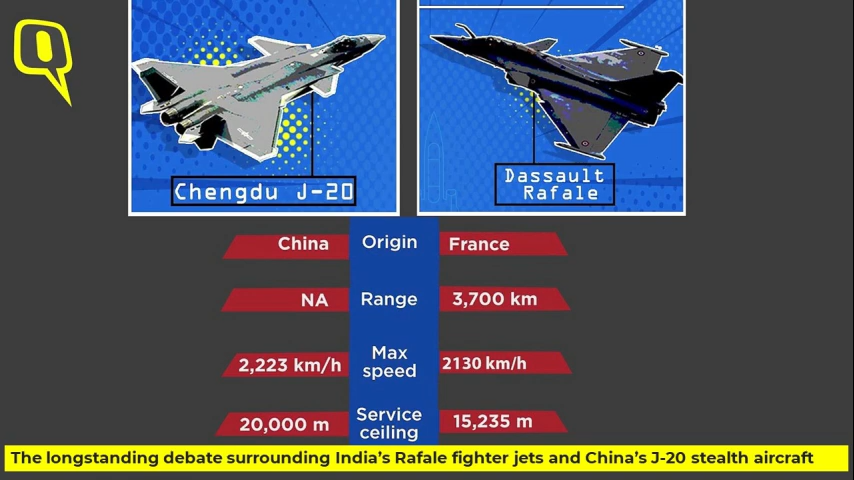 Chengdu J-20
Dassault
Rafale
China Origin France
NA Range 3,700 km
2,223 km/h Max speed 2130 km/h
20,000 m Service ceiling 15,235 m
The longstanding debate surrounding India's Rafale fighter jets and China's J-20 stealth aircraft